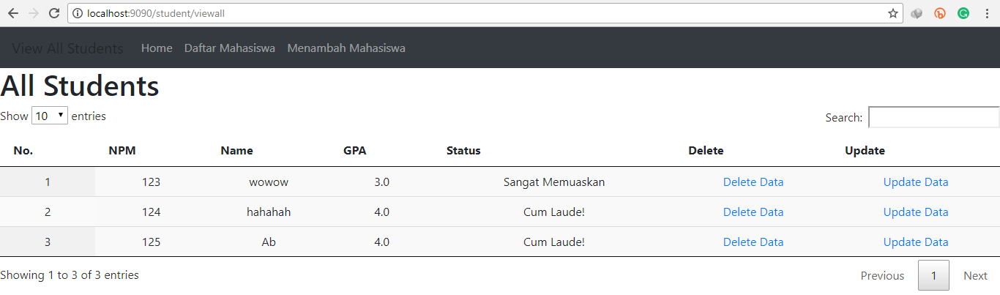 localhost:9090/student/viewall
View All Students Home Daftar Mahasiswa Menambah Mahasiswa
All Students
Show 10 entries Search:
No. NPM Name GPA Status Delete Update
1 123 wowow 3.0 Sangat Memuaskan Delete Data Update Data
2 124 hahahah 4.0 Cum Laude! Delete Data Update Data
3 125 Ab 4.0 Cum Laude! Delete Data Update Data
Showing 1 to 3 of 3 entries Previous 1 Next